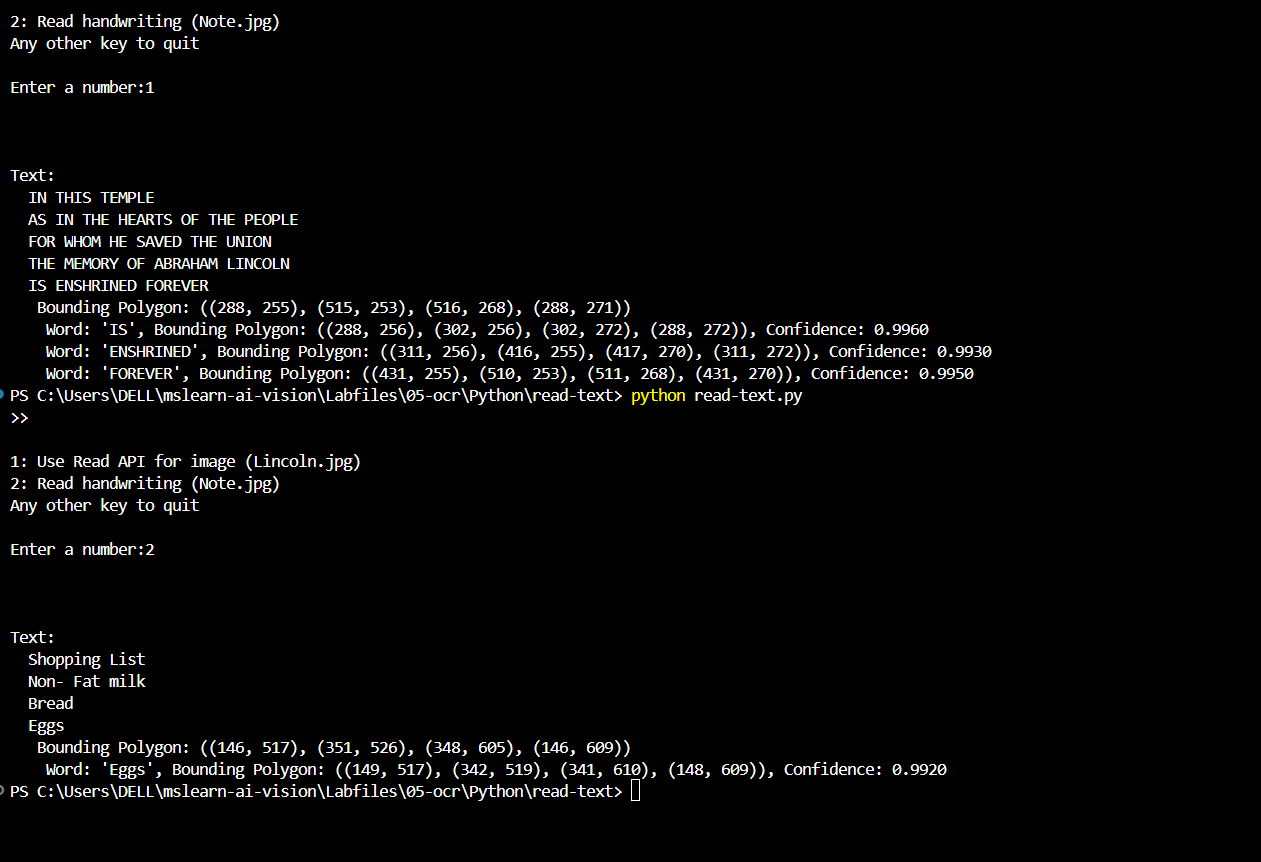 2: Read handwriting (Note.jpg)
Any other key to quit
Enter a number:1
Text:
IN THIS TEMPLE
AS IN THE HEARTS OF THE PEOPLE
FOR WHOM HE SAVED THE UNION
THE MEMORY OF ABRAHAM LINCOLN
IS ENSHRINED FOREVER
Bounding Polygon: ((288, 255), (515, 253), (516, 268), (288, 271))
Word: 'IS', Bounding Polygon: ((288, 256), (302, 256), (302, 272), (288, 272)), Confidence: 0.9960
Word: 'ENSHRINED', Bounding Polygon: ((311, 256), (416, 255), (417, 270), (311, 272)), Confidence: 0.9930
Word: 'FOREVER', Bounding Polygon: ((431, 255), (510, 253), (511, 268), (431, 270)), Confidence: 0.9950
PS C:\Users\DELL\mslearn-ai-vision\Labfiles\05-ocr\Python\read-text> python read-text.py
>>
1: Use Read API for image (Lincoln.jpg)
2: Read handwriting (Note.jpg)
Any other key to quit
Enter a number:2
Text:
Shopping List
Non- Fat milk
Bread
Eggs
Bounding Polygon: ((146, 517), (351, 526), (348, 605), (146, 609))
Word: 'Eggs', Bounding Polygon: ((149, 517), (342, 519), (341, 610), (148, 609)), Confidence: 0.9920
PS C:\Users\DELL\mslearn-ai-vision\Labfiles\05-ocr\Python\read-text>